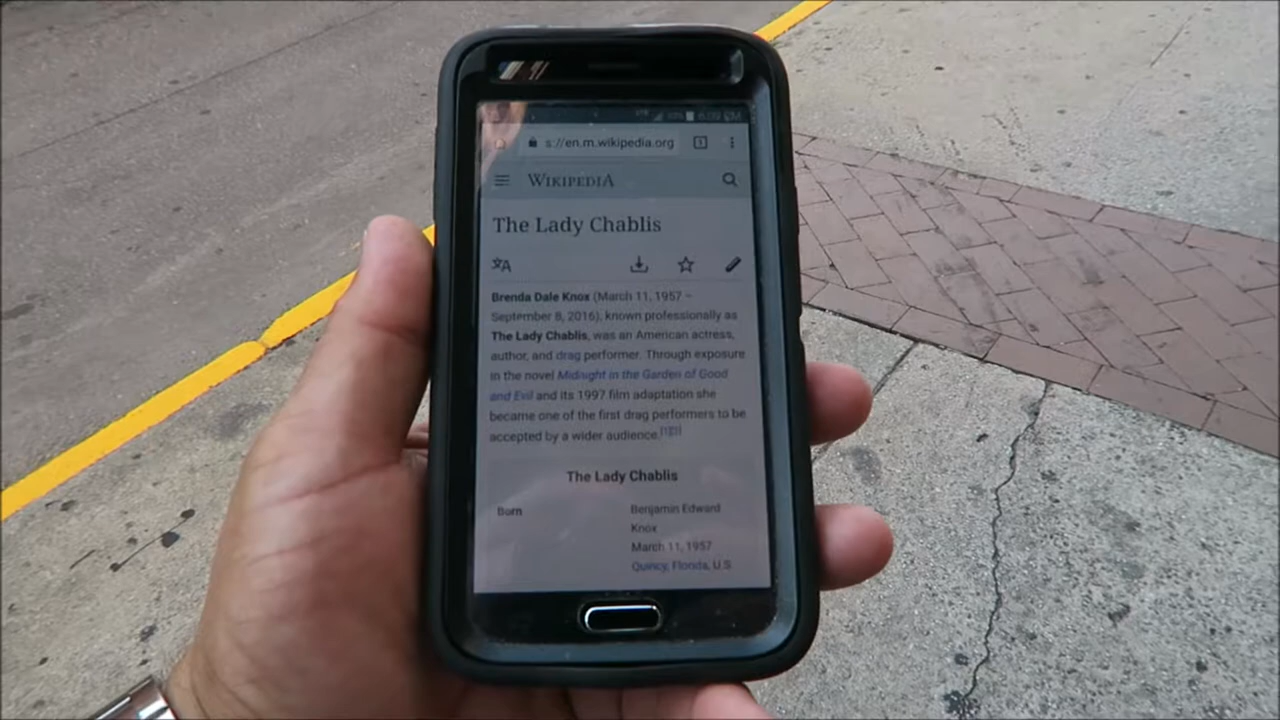 s://en.m.wikipedia.org
WIKIPEDIA
The Lady Chablis
Brenda Dale Knox (March 11, 1957 –
September 8, 2016), known professionally as
The Lady Chablis, was an American actress,
author, and drag performer. Through exposure
in the novel Midnight in the Garden of Good
and Evil and its 1997 film adaptation she
became one of the first drag performers to be
accepted by a wider audience.
The Lady Chablis
Born
Benjamin Edward
Knox
March 11, 1957
Quincy, Florida, U.S